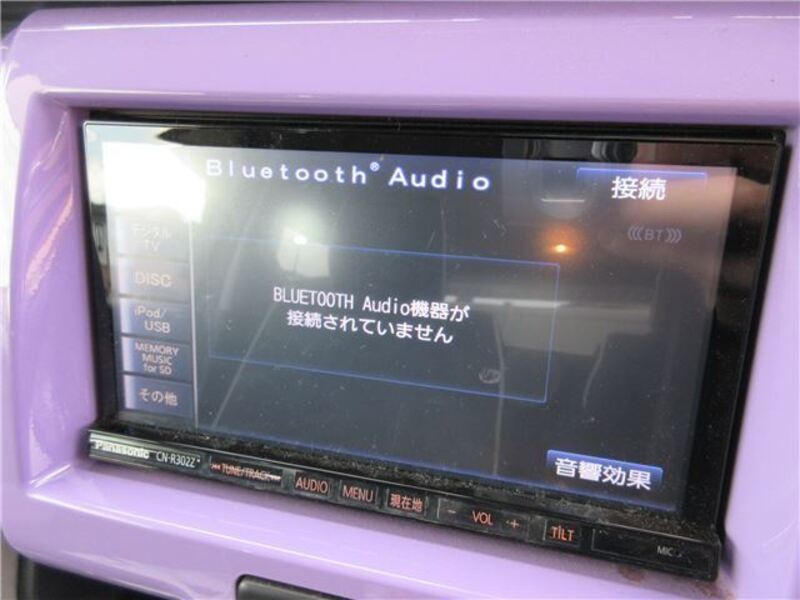 Bluetooth® Audio
接続
(((BT)))
デジタル
TV
DISC
iPod/
USB
MEMORY
MUSIC
for SD
その他
BLUETOOTH Audio機器が
接続されていません
音響効果
Panasonic CN-R302Z TUNE/TRACK AUDIO MENU 現在地 - VOL + TILT MIC